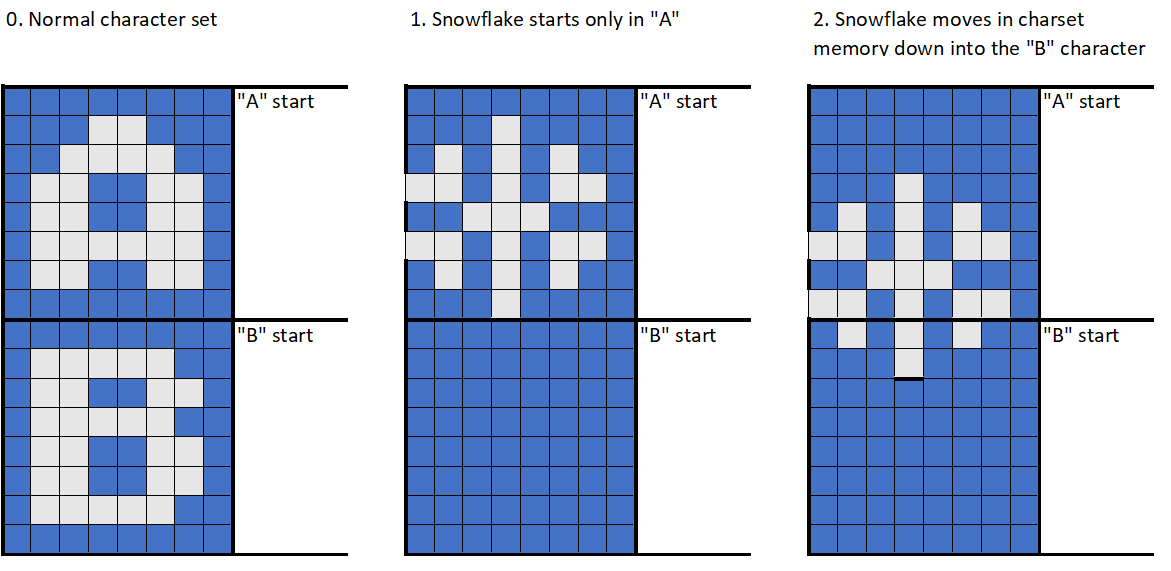 0. Normal character set
1. Snowflake starts only in "A"
2. Snowflake moves in charset
memory down into the "B" character
"A" start
"A" start
"A" start
"B" start
"B" start
"B" start